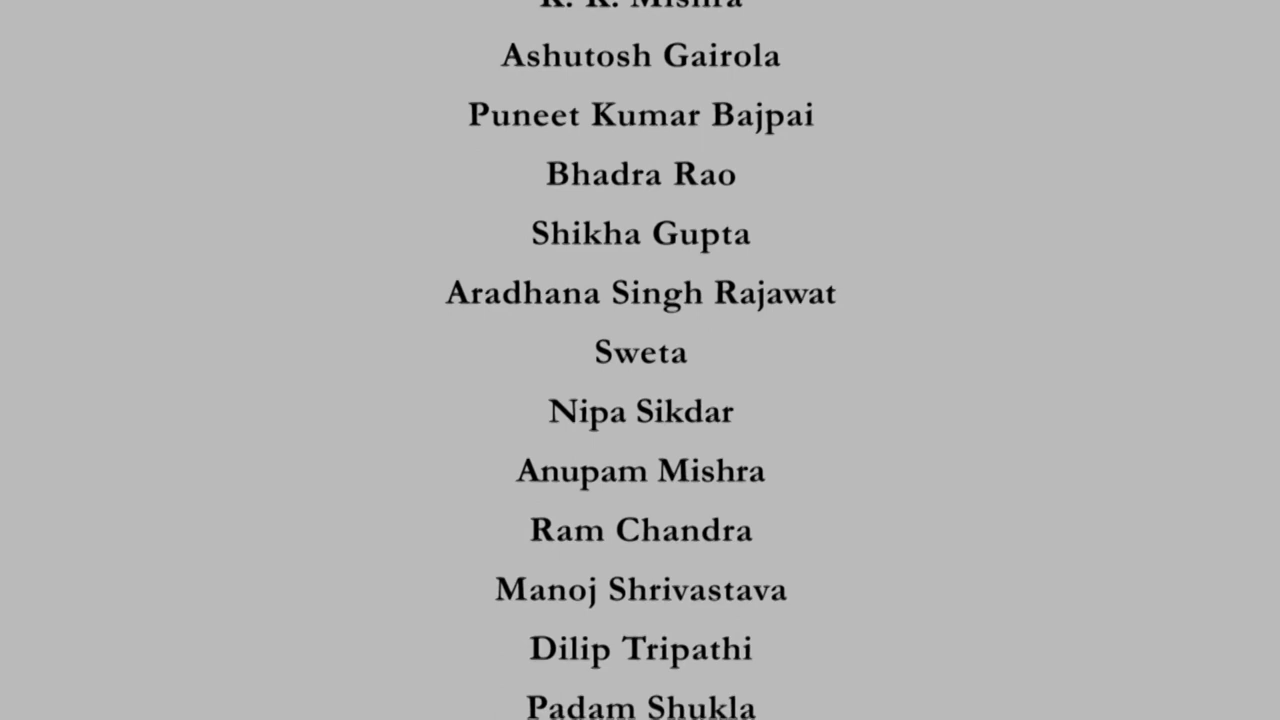 K. K. Mishra
Ashutosh Gairola
Puneet Kumar Bajpai
Bhadra Rao
Shikha Gupta
Aradhana Singh Rajawat
Sweta
Nipa Sikdar
Anupam Mishra
Ram Chandra
Manoj Shrivastava
Dilip Tripathi
Padam Shukla